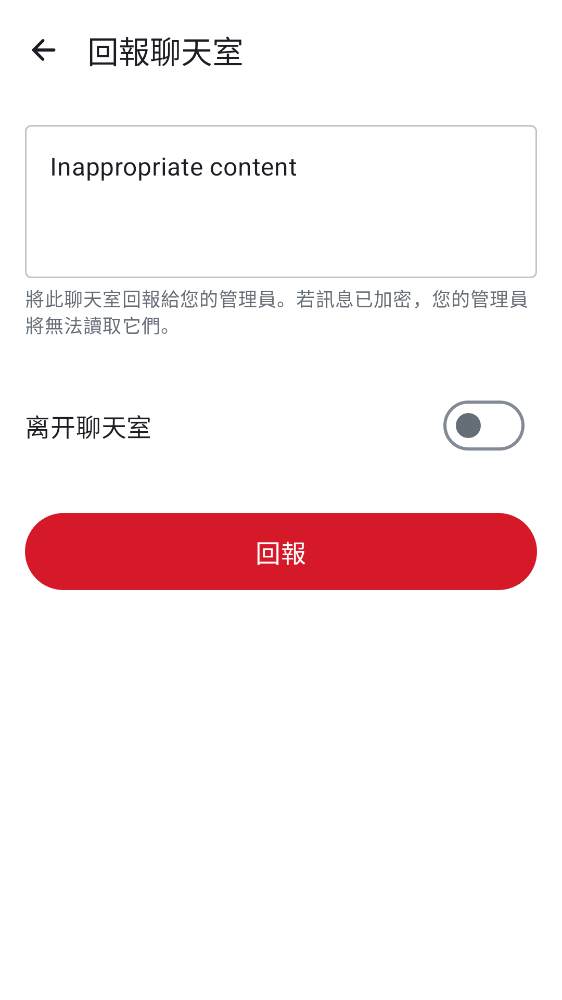 回報聊天室
Inappropriate content
將此聊天室回報給您的管理員。若訊息已加密，您的管理員
將無法讀取它們。
离开聊天室
回報